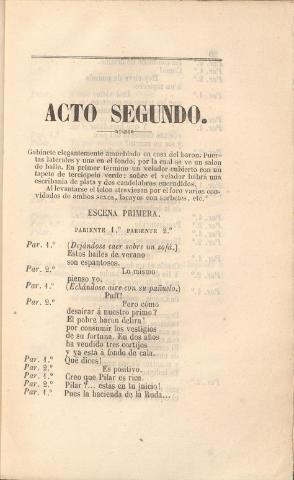 ACTO SEGUNDO.
Gabinete elegantemente amueblado en casa del baron. Puer-
tas laterales y una en el fondo, por la cual se ve un salon
de baile. En primer término un velador cubierto con un
tapete de terciopelo verde: sobre el velador habrá una
escribania de plata y dos candelabros encendidos.
Al levantarse el telon atraviesan por el foro varios con-
vidados de ambos sexos, lacayos con sorbetes, etc.
ESCENA PRIMERA.
PARIENTE 1.º PARIENTE 2.º
Par. 1.º (Dejándose caer sobre un sofá.)
Estos bailes de verano
son espantosos.
Par. 2.º Lo mismo
pienso yo.
Par. 1.º (Echándose aire con su pañuelo.)
Puff!
Par. 2.º Pero cómo
desairar á nuestro primo?
El pobre baron delira!
por consumir los vestigios
de su fortuna. En dos años
ha vendido tres cortijos
y ya está á fondo de cala.
Par. 1.º Qué dices!
Par. 2.º Es positivo.
Par. 1.º Creo que Pilar es rica.
Par. 2.º Pilar?... estas en tu juicio!
Par. 1.º Pues la hacienda de la Roda...